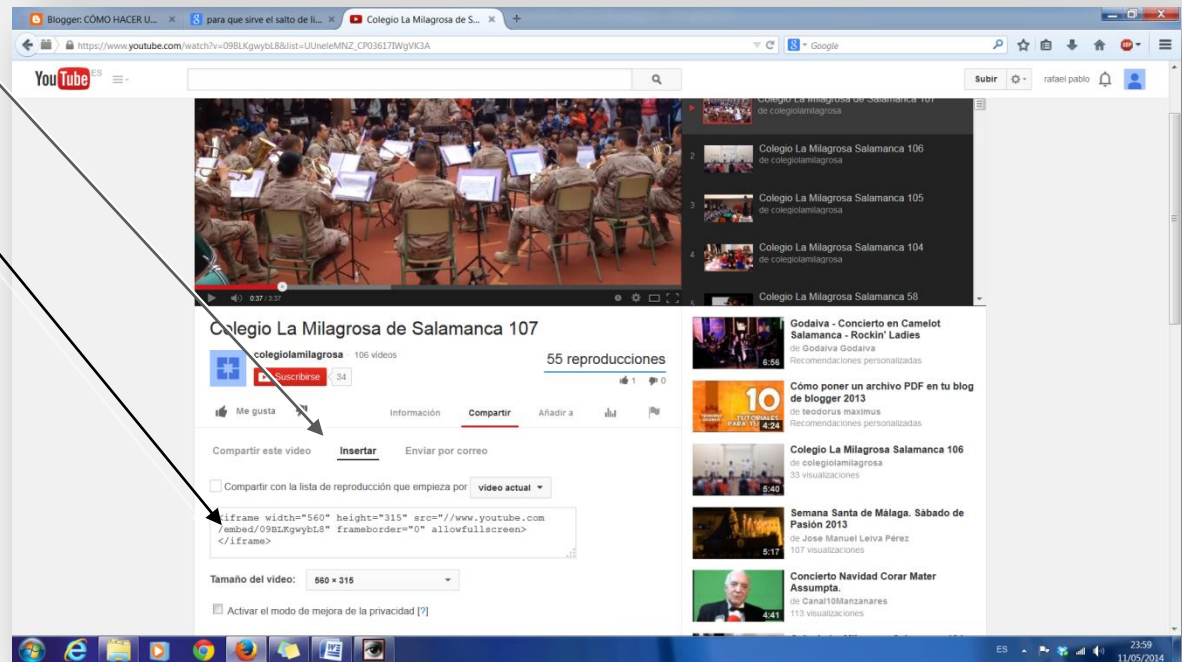 Blogger: CÓMO HACER U...
para que sirve el salto de li...
Colegio La Milagrosa de S...
https://www.youtube.com/watch?v=09BLKgwybL8&list=UUneleMNZ_CP03617IWgVK3A
Google
YouTube ES
Subir
rafael pablo
Colegio La Milagrosa de Salamanca 107
de colegiolamilagrosa
2
Colegio La Milagrosa Salamanca 106
de colegiolamilagrosa
3
Colegio La Milagrosa Salamanca 105
de colegiolamilagrosa
4
Colegio La Milagrosa Salamanca 104
de colegiolamilagrosa
Colegio La Milagrosa Salamanca 58
0:37 / 3:37
Colegio La Milagrosa de Salamanca 107
colegiolamilagrosa · 106 vídeos
Suscribirse 34
55 reproducciones
1 0
Me gusta
Información Compartir Añadir a
Compartir este vídeo Insertar Enviar por correo
Compartir con la lista de reproducción que empieza por vídeo actual
<iframe width="560" height="315" src="//www.youtube.com
/embed/09BLKgwybL8" frameborder="0" allowfullscreen>
</iframe>
Tamaño del vídeo: 560 × 315
Activar el modo de mejora de la privacidad [?]
Godaiva - Concierto en Camelot
Salamanca - Rockin' Ladies
de Godaiva Godaiva
Recomendaciones personalizadas
6:56
Cómo poner un archivo PDF en tu blog
de blogger 2013
de teodorus maximus
Recomendaciones personalizadas
10
TUTORIALES
4:24
Colegio La Milagrosa Salamanca 106
de colegiolamilagrosa
33 visualizaciones
5:40
Semana Santa de Málaga. Sábado de
Pasión 2013
de Jose Manuel Leiva Pérez
107 visualizaciones
5:17
Concierto Navidad Corar Mater
Assumpta.
de Canal10Manzanares
113 visualizaciones
4:41
ES
23:59
11/05/2014